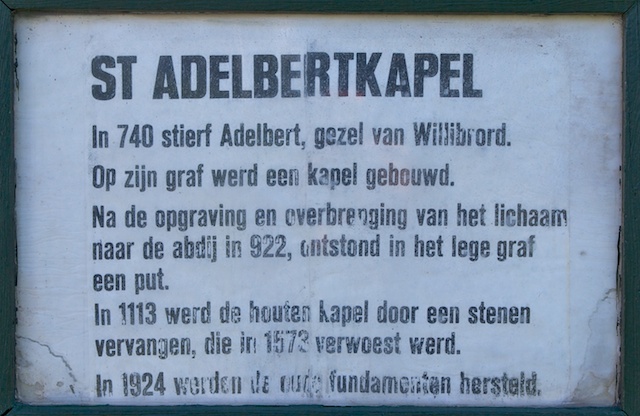 ST ADELBERTKAPEL
In 740 stierf Adelbert, gezel van Willibrord.
Op zijn graf werd een kapel gebouwd.
Na de opgraving en overbrenging van het lichaam
naar de abdij in 922, ontstond in het lege graf
een put.
In 1113 werd de houten kapel door een stenen
vervangen, die in 1573 verwoest werd.
In 1924 werden de oude fundamenten hersteld.